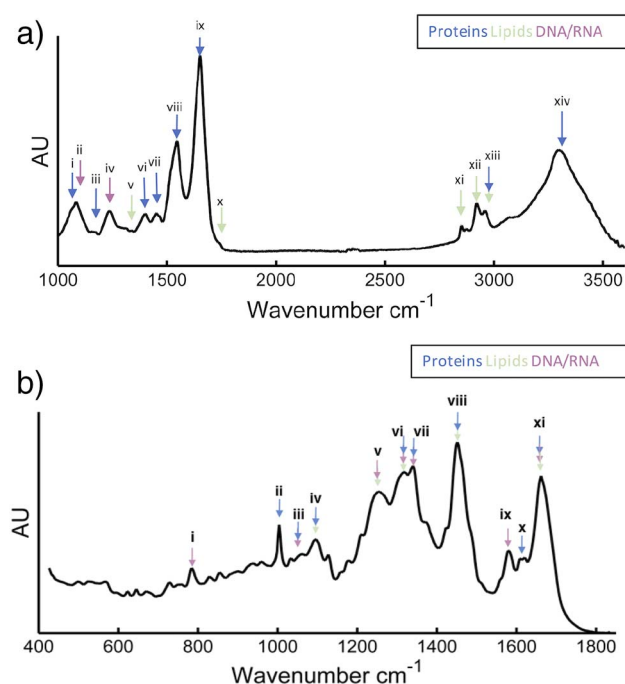 a)
Proteins Lipids DNA/RNA
ix
viii
xiv
ii
i
iii
iv
v
vi
vii
x
xi
xii
xiii
AU
1000 1500 2000 2500 3000 3500
Wavenumber cm⁻¹
b)
Proteins Lipids DNA/RNA
viii
vi
vii
xi
v
ii
iv
iii
ix
x
i
AU
400 600 800 1000 1200 1400 1600 1800
Wavenumber cm⁻¹